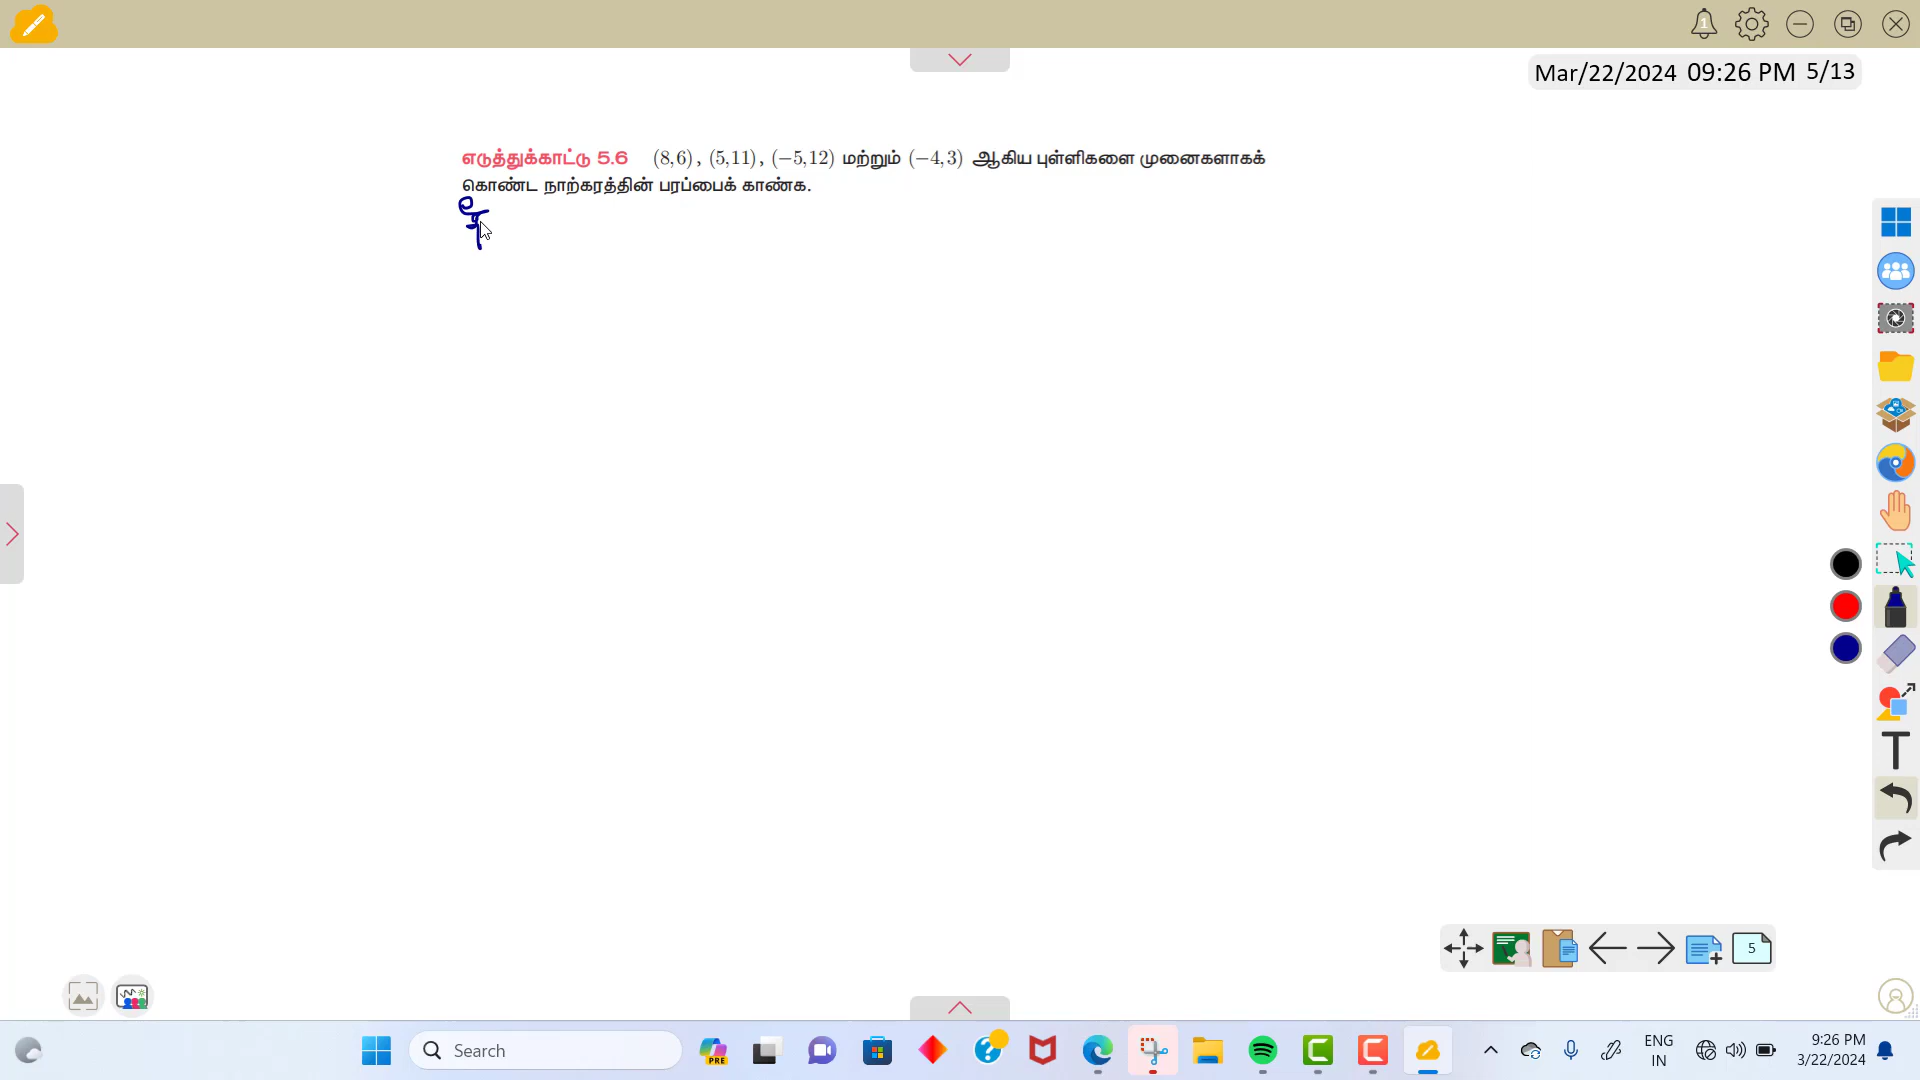 Mar/22/2024 09:26 PM 5/13
எடுத்துக்காட்டு 5.6 (8,6), (5,11), (−5,12) மற்றும் (−4,3) ஆகிய புள்ளிகளை முனைகளாகக்
கொண்ட நாற்கரத்தின் பரப்பைக் காண்க.
T
5
Search
PRE
ENG
IN
9:26 PM
3/22/2024